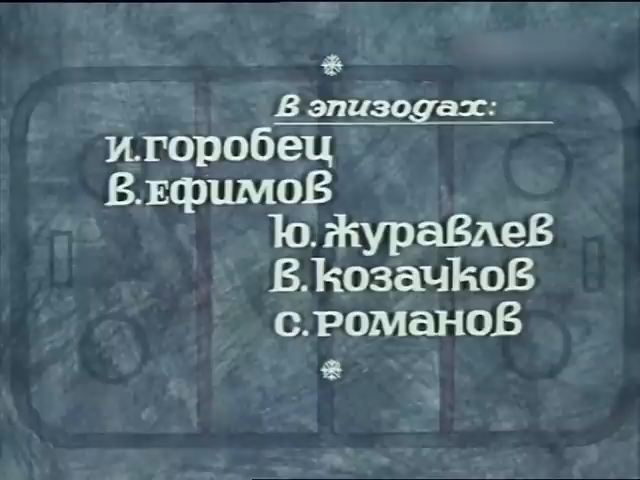 В эпизодах:
И.Горобец
В.Ефимов
Ю.Журавлев
В.Козачков
С.Романов